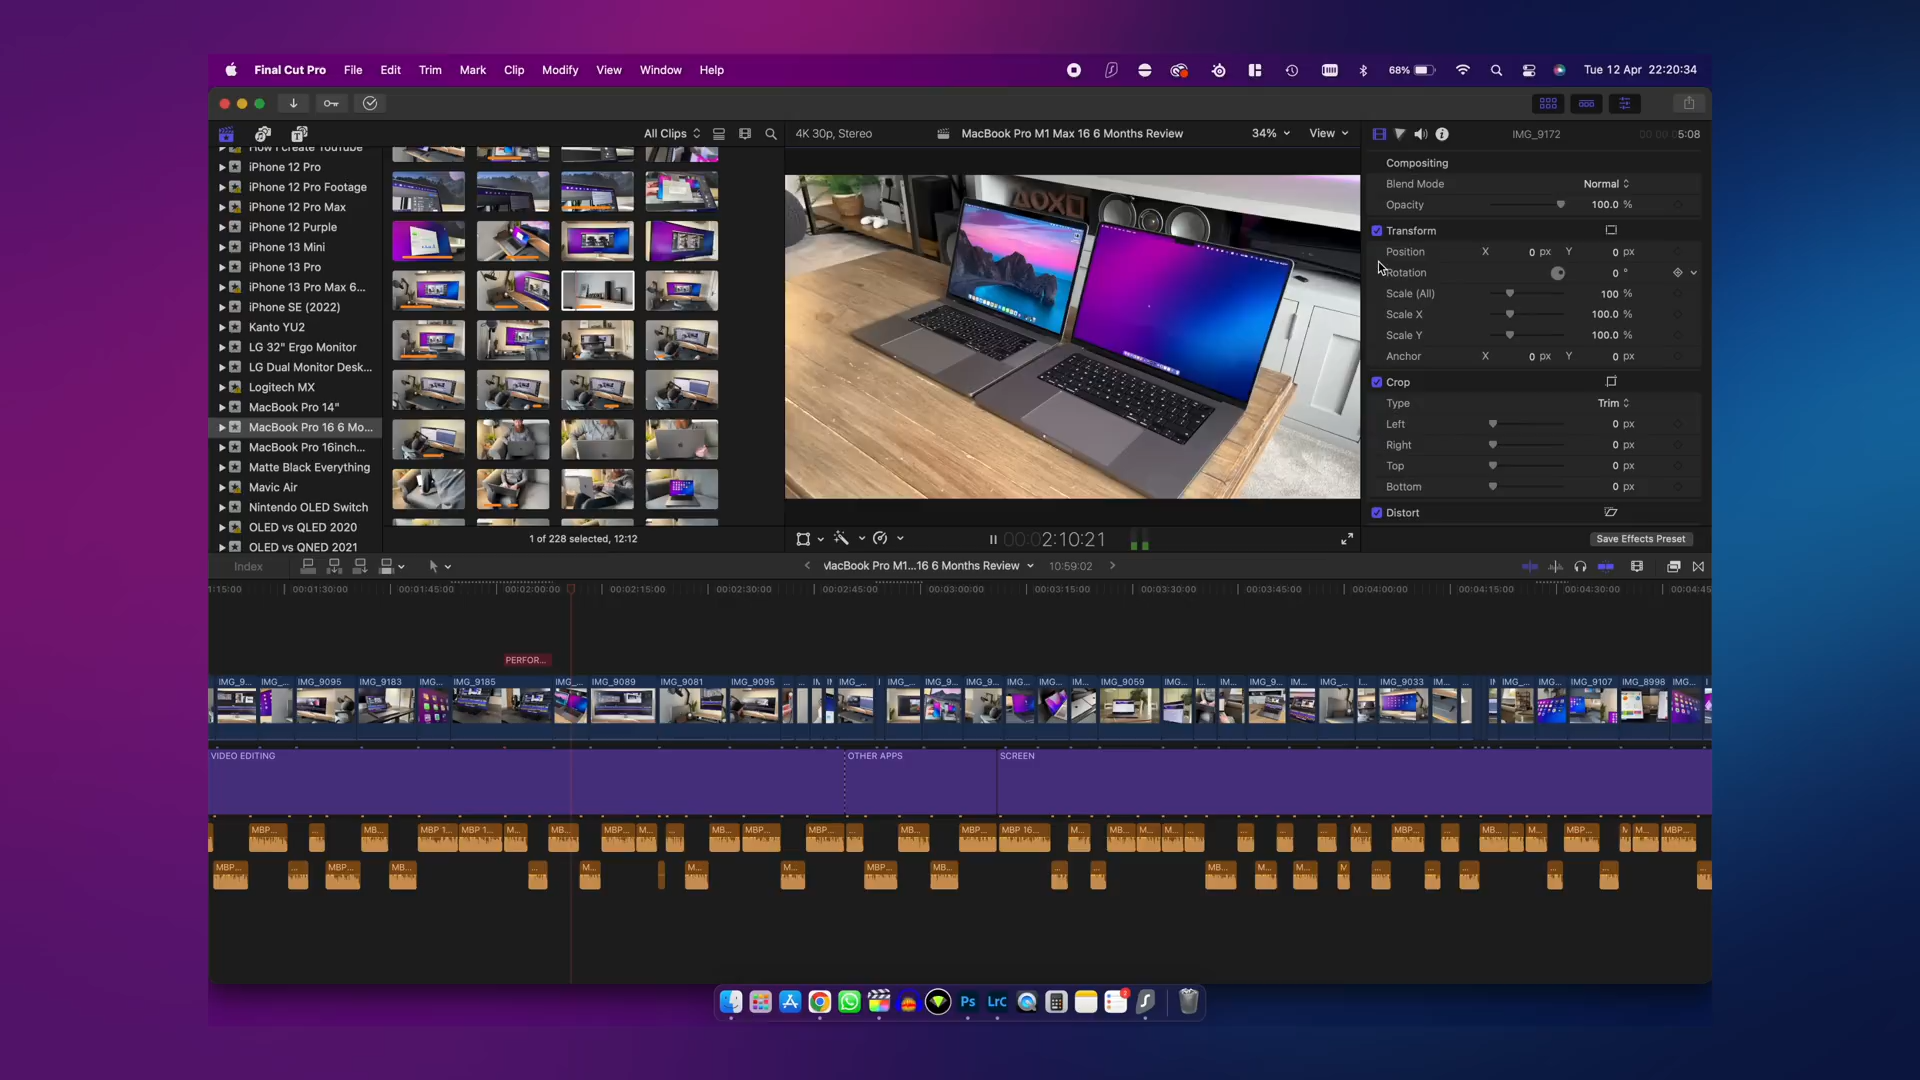 Final Cut Pro File Edit Trim Mark Clip Modify View Window Help 68% Tue 12 Apr 22:20:34
All Clips
4K 30p, Stereo MacBook Pro M1 Max 16 6 Months Review 34% View
IMG_9172 5:08
How I create YouTube
iPhone 12 Pro
iPhone 12 Pro Footage
iPhone 12 Pro Max
iPhone 12 Purple
iPhone 13 Mini
iPhone 13 Pro
iPhone 13 Pro Max 6...
iPhone SE (2022)
Kanto YU2
LG 32" Ergo Monitor
LG Dual Monitor Desk...
Logitech MX
MacBook Pro 14"
MacBook Pro 16 6 Mo...
MacBook Pro 16inch...
Matte Black Everything
Mavic Air
Nintendo OLED Switch
OLED vs QLED 2020
OLED vs QNED 2021
1 of 228 selected, 12:12
00:00:2:10:21
Compositing
Blend Mode Normal
Opacity 100.0 %
Transform
Position X 0 px Y 0 px
Rotation 0 °
Scale (All) 100 %
Scale X 100.0 %
Scale Y 100.0 %
Anchor X 0 px Y 0 px
Crop
Type Trim
Left 0 px
Right 0 px
Top 0 px
Bottom 0 px
Distort
Save Effects Preset
Index
MacBook Pro M1...16 6 Months Review 10:59:02
1:15:00 00:01:30:00 00:01:45:00 00:02:00:00 00:02:15:00 00:02:30:00 00:02:45:00 00:03:00:00 00:03:15:00 00:03:30:00 00:03:45:00 00:04:00:00 00:04:15:00 00:04:30:00 00:04:45
PERFOR...
IMG_9... IMG_... IMG_9095 IMG_9183 IMG... IMG_9185 IMG_... IMG_9089 IMG_9081 IMG_9095 ... ... IM IMG_... I IMG_... IMG_9... IMG_9... IMG_... IMG... IM... IMG_9059 IMG_... I... IM... IMG_9... IM... IMG_... IM... IMG_9033 IM... ... IM IMG_... IMG_9107 IMG_8998 IMG...
VIDEO EDITING OTHER APPS SCREEN
MBP... ... MB... MBP 1... MBP 1... M... MB... MBP... M... ... MB... MBP... MBP... ... MB... MBP... MBP 16... M... MB... M... M... ... ... ... ... M... MBP... ... MB... M... M... MBP... M M... MBP...
MBP... ... MBP... MB... ... M... M... M... MBP... MB... ... ... MB... M... M... M ... ... ... ... ... ...
Ps LrC 3